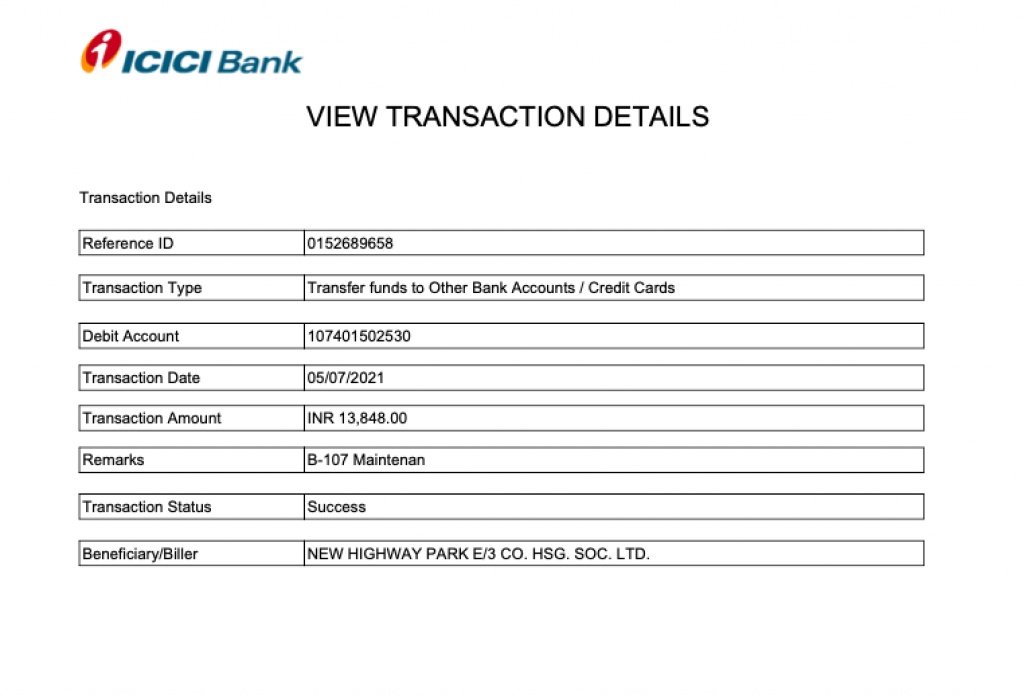 ICICI Bank
VIEW TRANSACTION DETAILS
Transaction Details
Reference ID 0152689658
Transaction Type Transfer funds to Other Bank Accounts / Credit Cards
Debit Account 107401502530
Transaction Date 05/07/2021
Transaction Amount INR 13,848.00
Remarks B-107 Maintenan
Transaction Status Success
Beneficiary/Biller NEW HIGHWAY PARK E/3 CO. HSG. SOC. LTD.